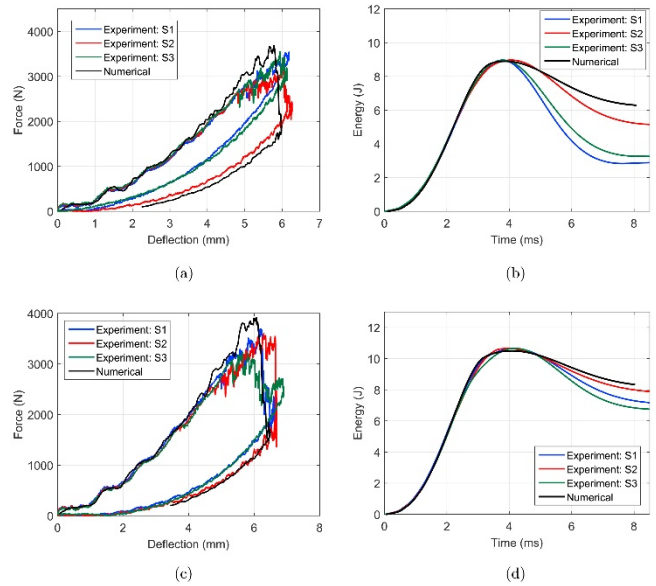 4000
3000
2000
1000
0
Force (N)
Experiment: S1
Experiment: S2
Experiment: S3
Numerical
0 1 2 3 4 5 6 7
Deflection (mm)
(a)
12
10
8
6
4
2
0
Energy (J)
Experiment: S1
Experiment: S2
Experiment: S3
Numerical
0 2 4 6 8
Time (ms)
(b)
4000
3000
2000
1000
0
Force (N)
Experiment: S1
Experiment: S2
Experiment: S3
Numerical
0 2 4 6 8
Deflection (mm)
(c)
12
10
8
6
4
2
0
Energy (J)
Experiment: S1
Experiment: S2
Experiment: S3
Numerical
0 2 4 6 8
Time (ms)
(d)